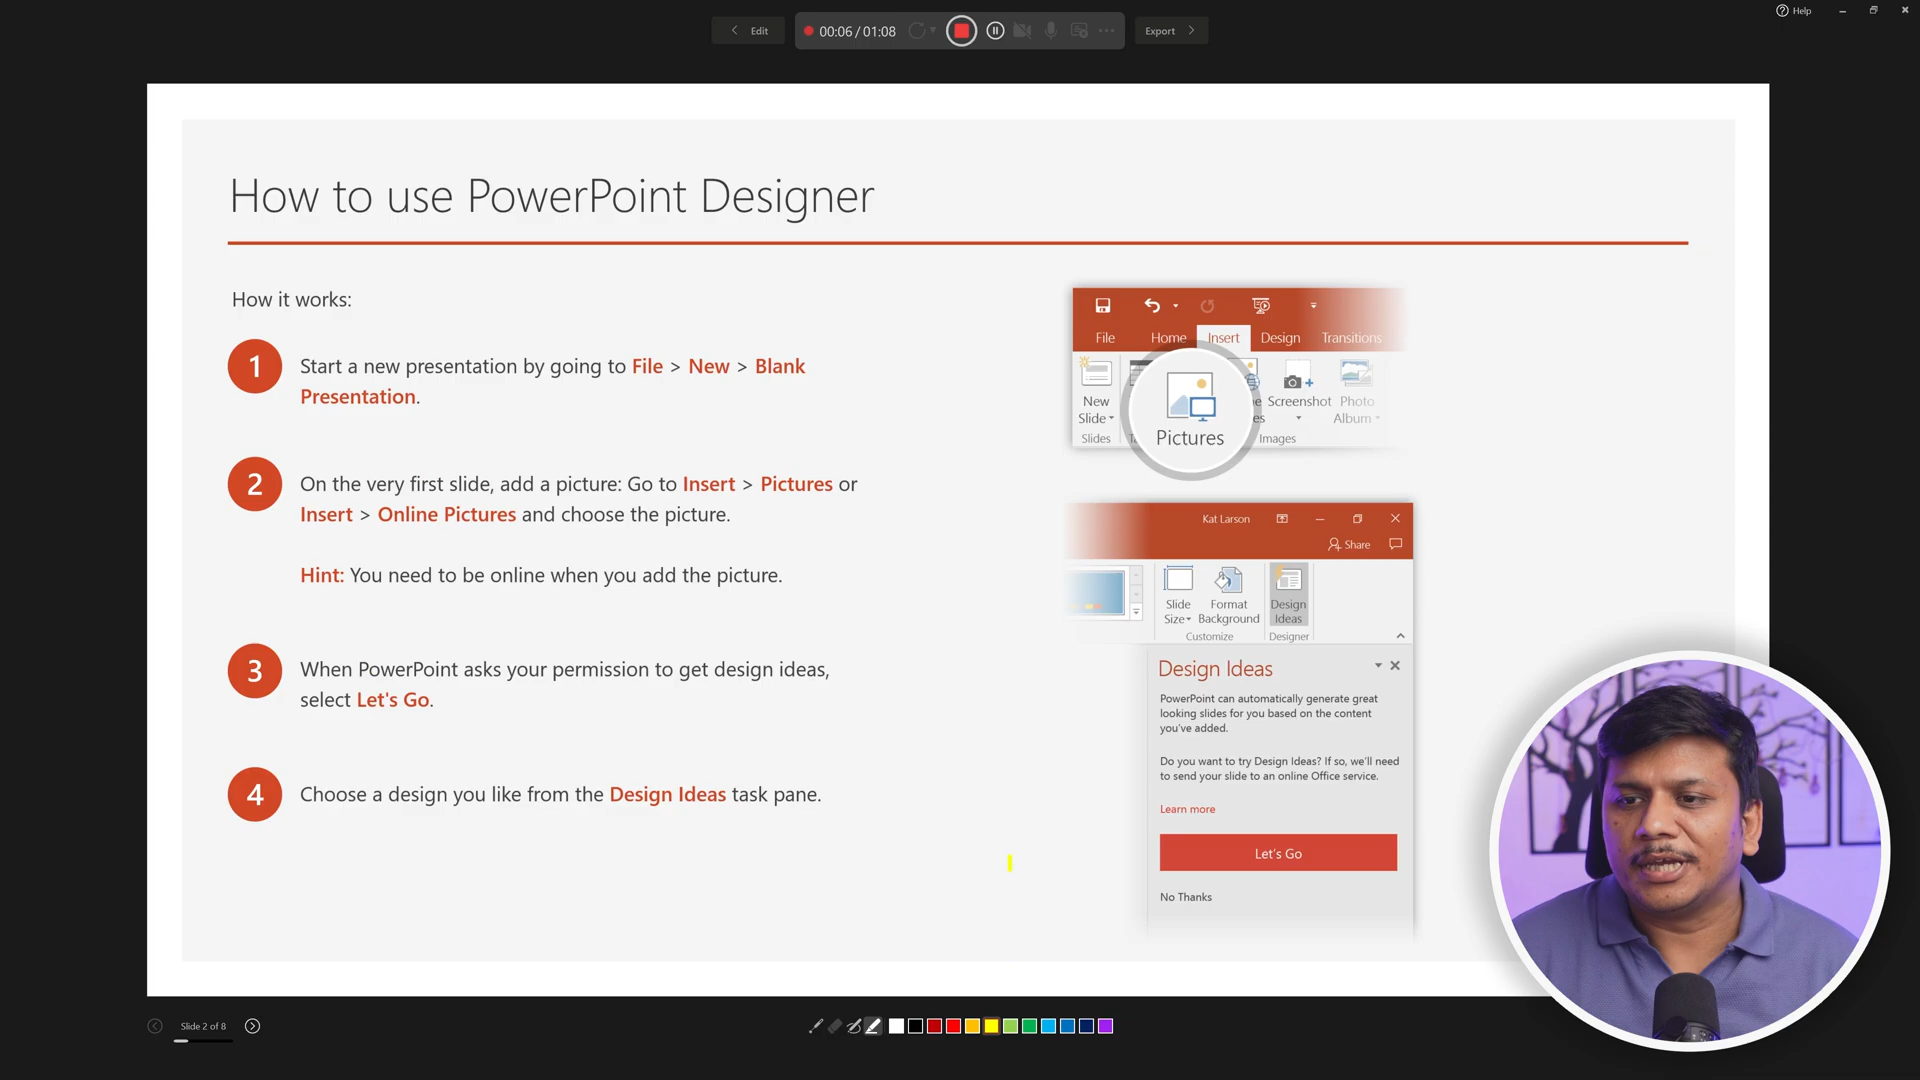 Help
Edit
00:06 / 01:08
Export
How to use PowerPoint Designer
How it works:
1
Start a new presentation by going to File > New > Blank
Presentation.
2
On the very first slide, add a picture: Go to Insert > Pictures or
Insert > Online Pictures and choose the picture.
Hint: You need to be online when you add the picture.
3
When PowerPoint asks your permission to get design ideas,
select Let's Go.
4
Choose a design you like from the Design Ideas task pane.
File Home Insert Design Transitions
New
Slide
Slides
Pictures
Screenshot
Photo
Album
Images
Kat Larson
Share
Slide
Size
Format
Background
Design
Ideas
Customize
Designer
Design Ideas
PowerPoint can automatically generate great
looking slides for you based on the content
you've added.
Do you want to try Design Ideas? If so, we'll need
to send your slide to an online Office service.
Learn more
Let's Go
No Thanks
Slide 2 of 8